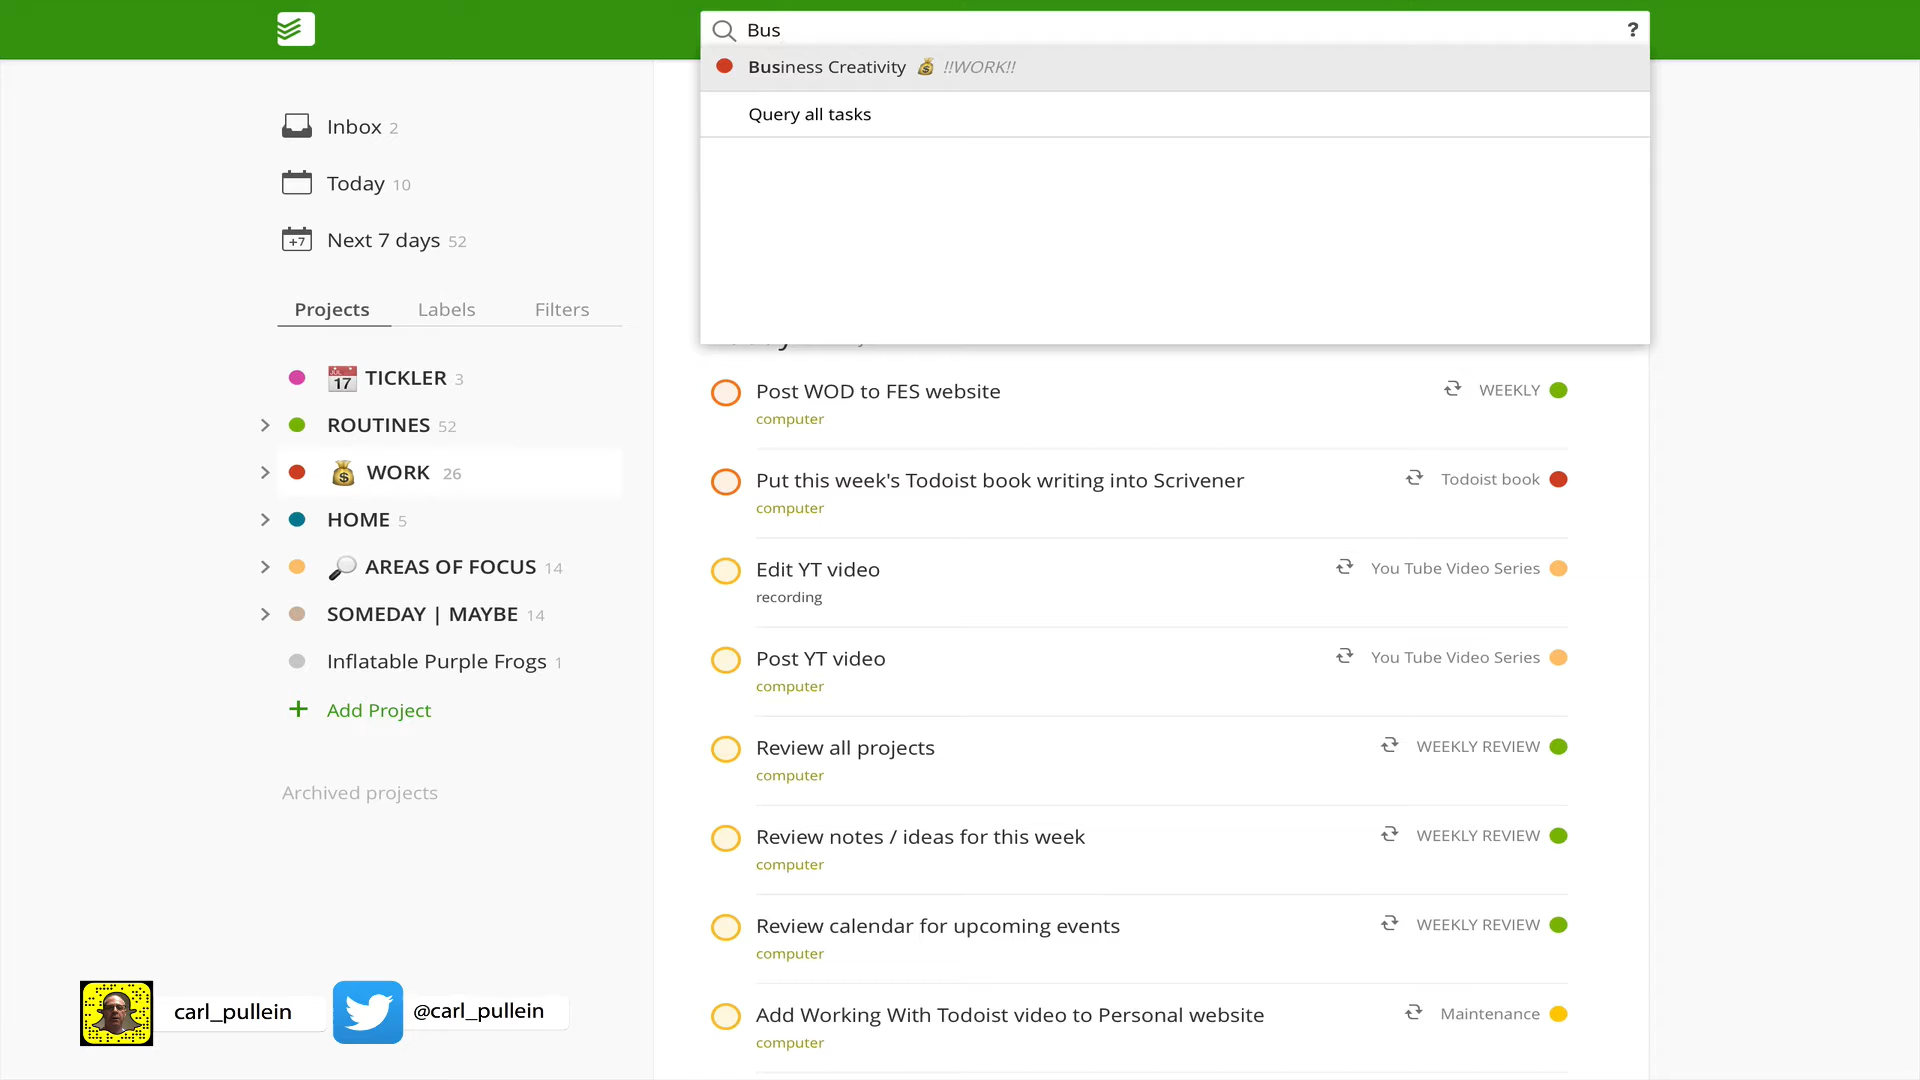 Bus
?
Business Creativity !!WORK!!
Query all tasks
Inbox 2
Today 10
+7 Next 7 days 52
Projects Labels Filters
17 TICKLER 3
ROUTINES 52
WORK 26
HOME 5
AREAS OF FOCUS 14
SOMEDAY | MAYBE 14
Inflatable Purple Frogs 1
+ Add Project
Archived projects
Post WOD to FES website WEEKLY
computer
Put this week's Todoist book writing into Scrivener Todoist book
computer
Edit YT video You Tube Video Series
recording
Post YT video You Tube Video Series
computer
Review all projects WEEKLY REVIEW
computer
Review notes / ideas for this week WEEKLY REVIEW
computer
Review calendar for upcoming events WEEKLY REVIEW
computer
Add Working With Todoist video to Personal website Maintenance
computer
carl_pullein @carl_pullein